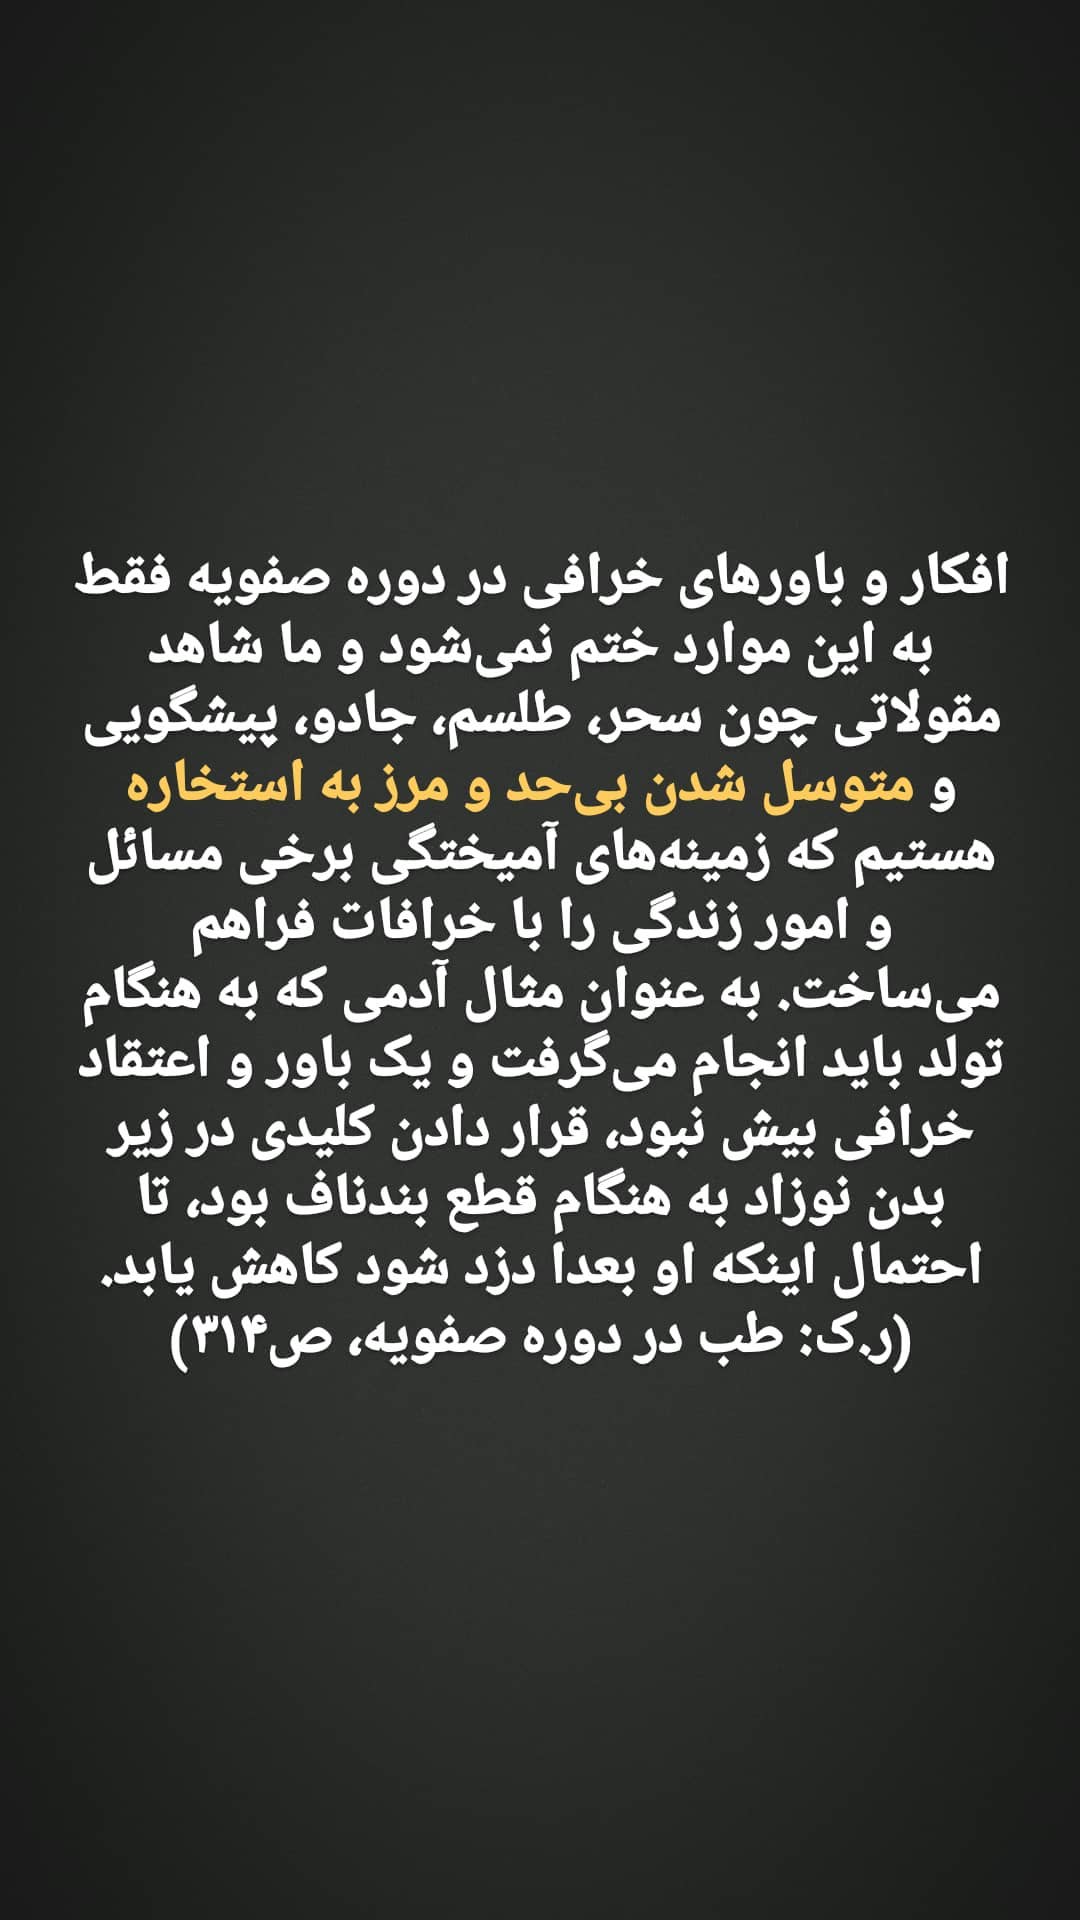 افکار و باورهای خرافی در دوره صفویه فقط
به این موارد ختم نمی‌شود و ما شاهد
مقولاتی چون سحر، طلسم، جادو، پیشگویی
و متوسل شدن بی‌حد و مرز به استخاره
هستیم که زمینه‌های آمیختگی برخی مسائل
و امور زندگی را با خرافات فراهم
می‌ساخت. به عنوان مثال آدمی که به هنگام
تولد باید انجام می‌گرفت و یک باور و اعتقاد
خرافی بیش نبود، قرار دادن کلیدی در زیر
بدن نوزاد به هنگام قطع بندناف بود، تا
احتمال اینکه او بعداً دزد شود کاهش یابد.
(ر.ک: طب در دوره صفویه، ص۳۱۴)